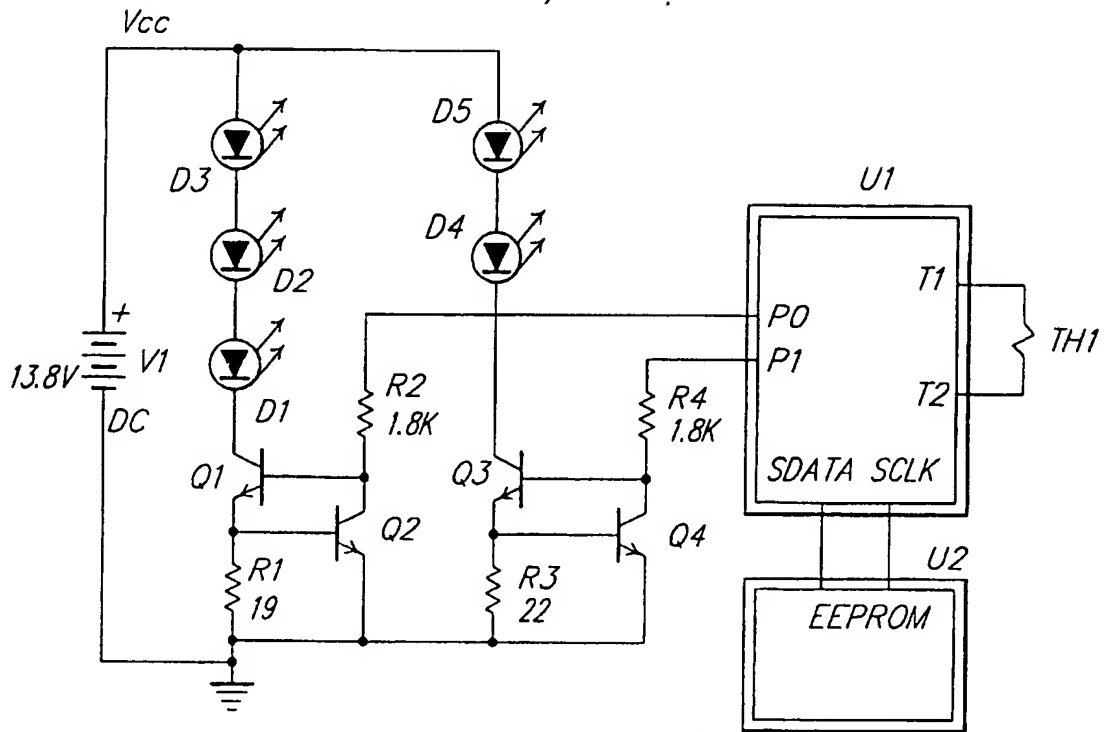 Vcc
D5
D3
U1
D4
D2
T1
P0
TH1
+
V1
P1
13.8V
R2
1.8K
R4
1.8K
T2
DC
D1
Q1
Q3
SDATA SCLK
Q2
Q4
U2
R1
19
R3
22
EEPROM